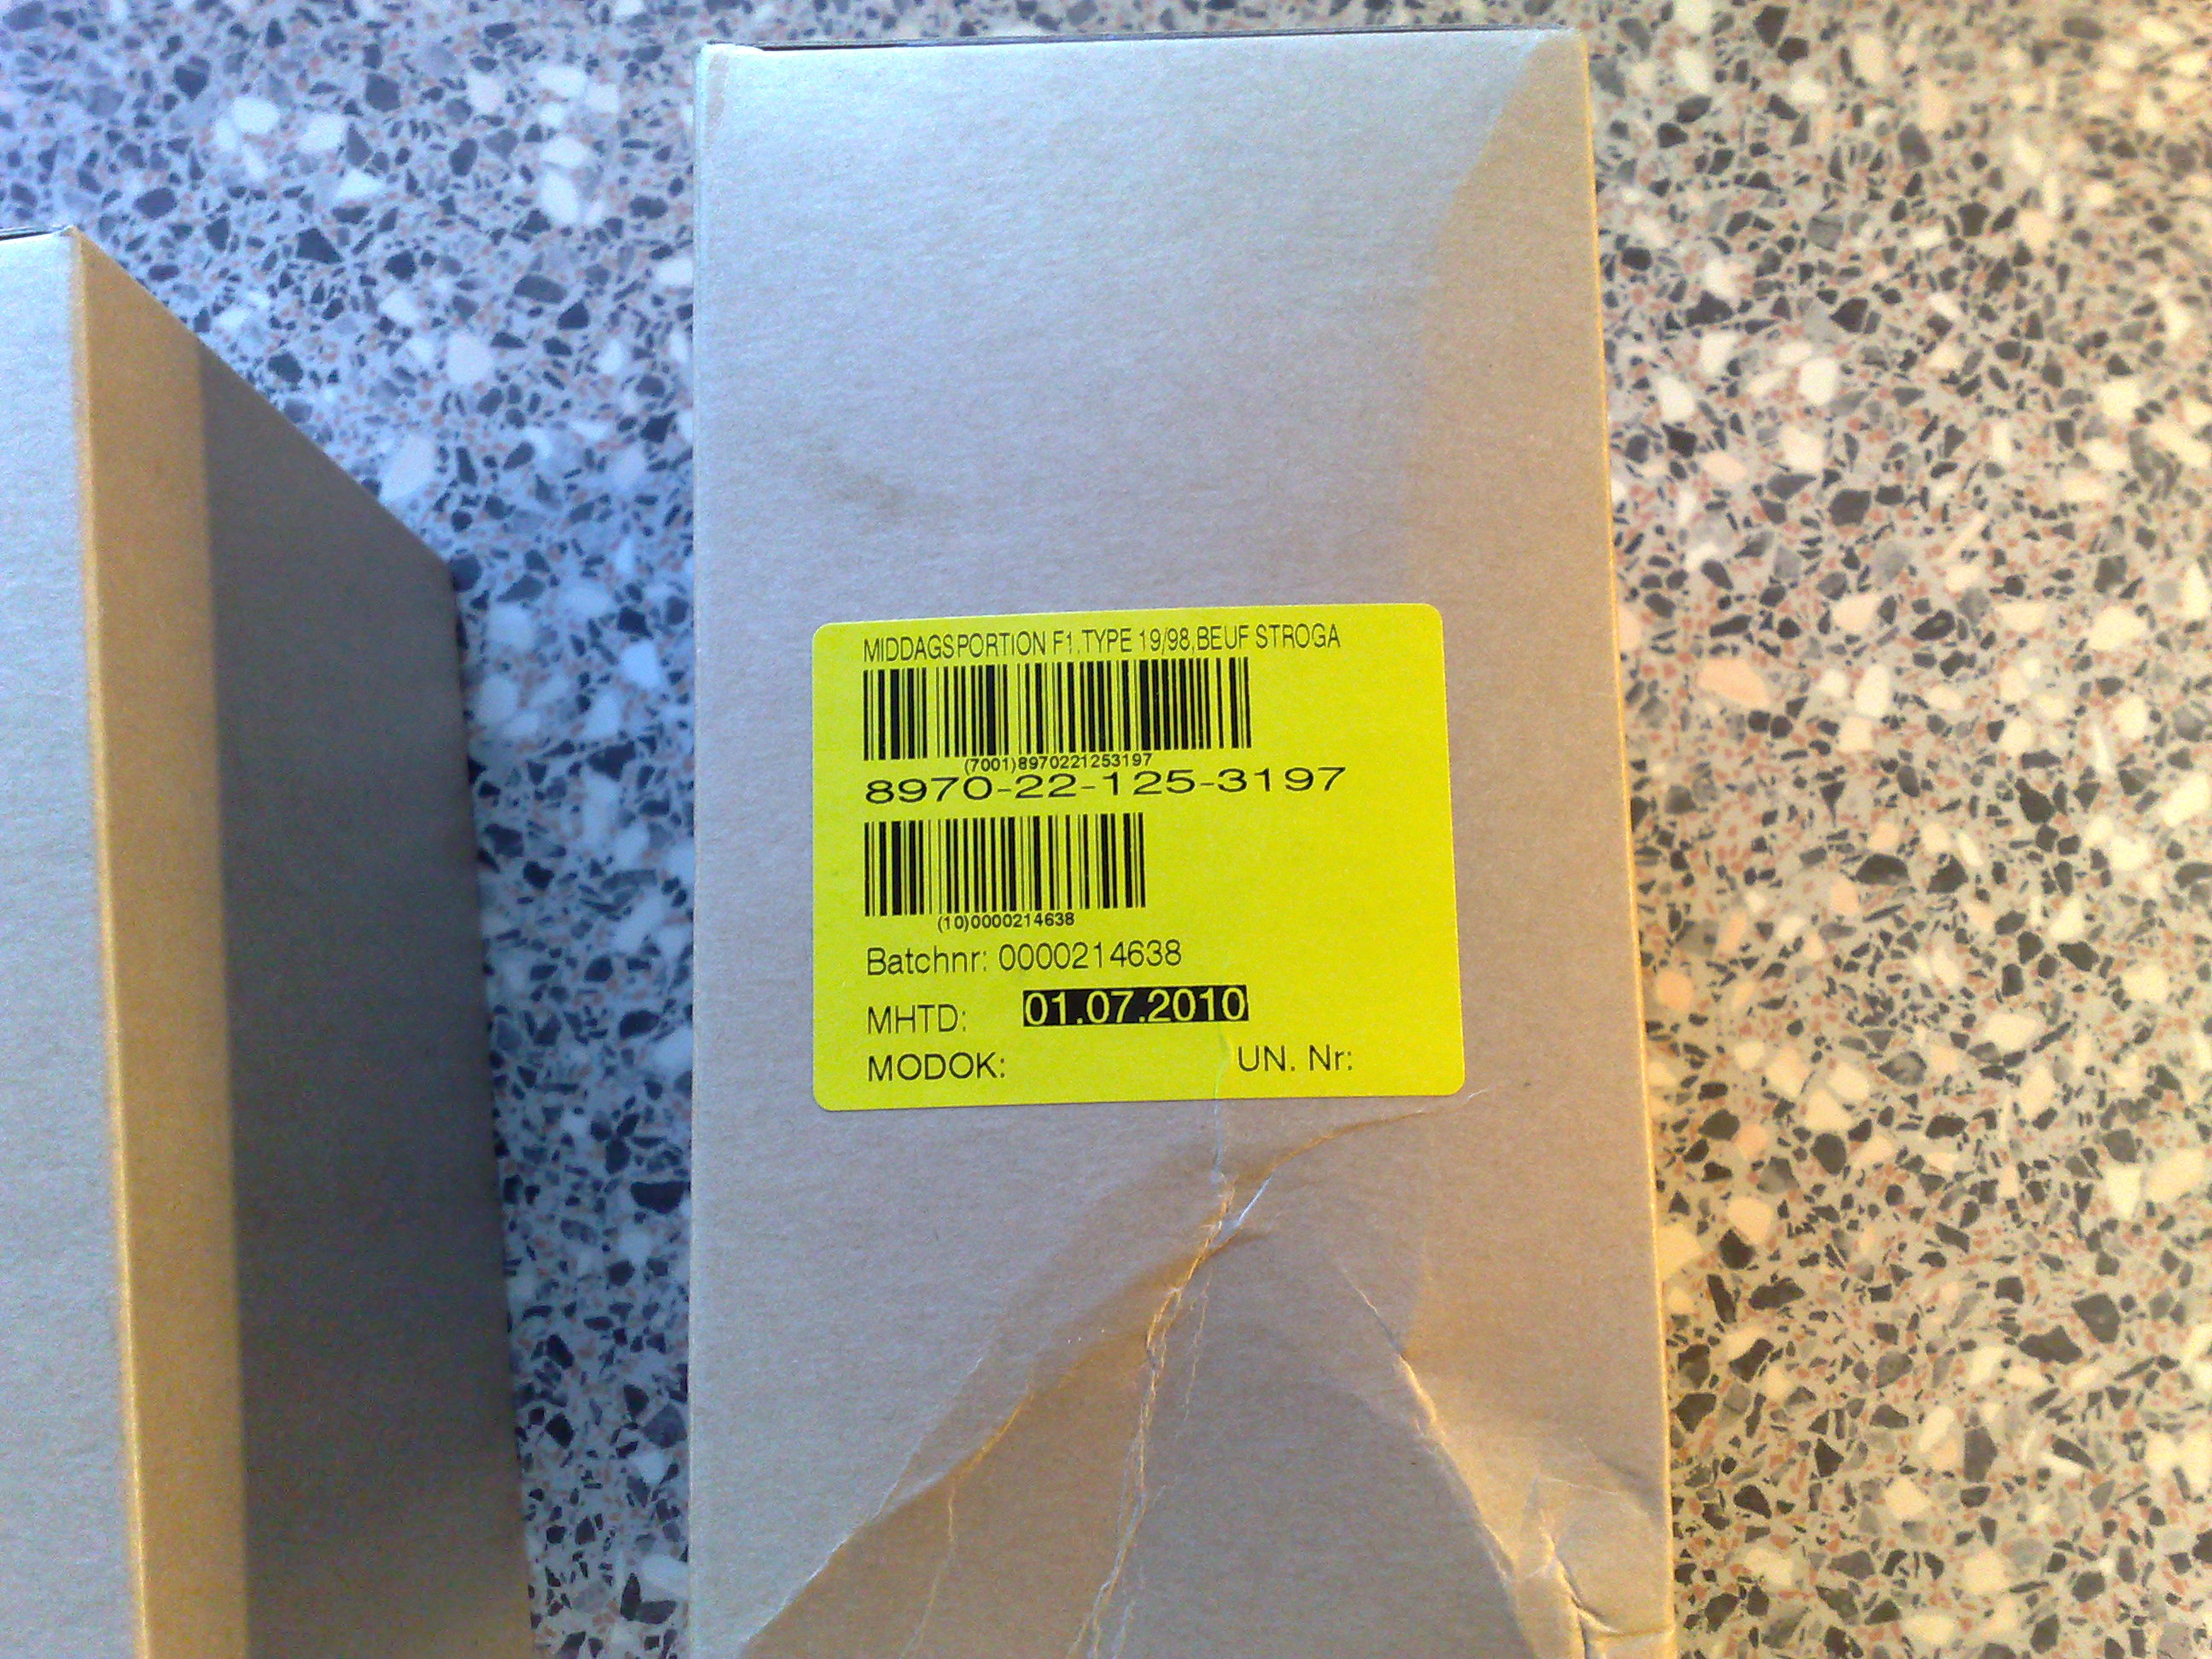 MIDDAGSPORTION F1,TYPE 19/98,BEUF STROGA
(7001)8970221253197
8970-22-125-3197
(10)0000214638
Batchnr: 0000214638
MHTD: 01.07.2010
MODOK: UN. Nr: